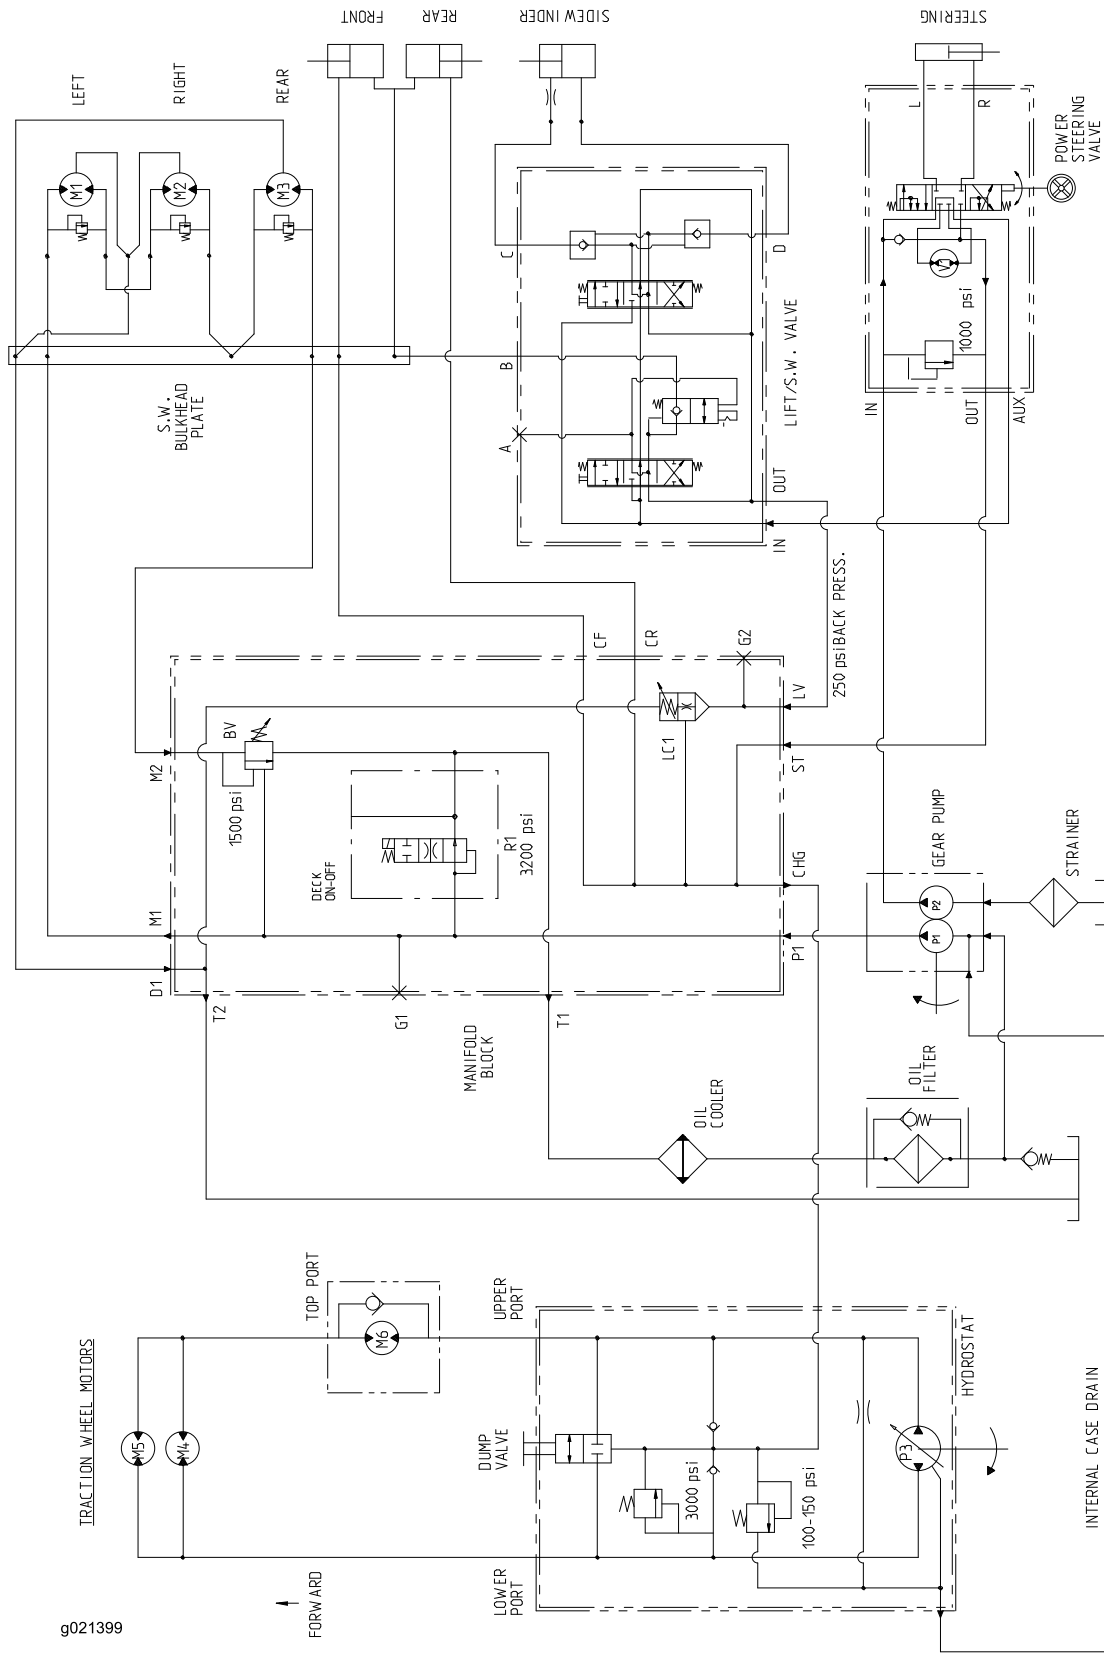 FRONT
REAR
SIDEWINDER
STEERING
LEFT
RIGHT
REAR
M1
M2
M3
L
R
POWER
STEERING
VALVE
V1
1000 psi
IN
OUT
AUX
C
D
B
A
LIFT/S.W. VALVE
OUT
IN
S.W.
BULKHEAD
PLATE
250 psi BACK PRESS.
CF
CR
G2
LV
LC1
ST
BV
M2
1500 psi
DECK
ON-OFF
R1
3200 psi
CHG
M1
P1
D1
T2
G1
T1
MANIFOLD
BLOCK
GEAR PUMP
P1
P2
STRAINER
OIL
COOLER
OIL
FILTER
TRACTION WHEEL MOTORS
M5
M4
TOP PORT
M6
UPPER
PORT
DUMP
VALVE
3000 psi
100-150 psi
P3
HYDROSTAT
LOWER
PORT
INTERNAL CASE DRAIN
FORWARD
g021399